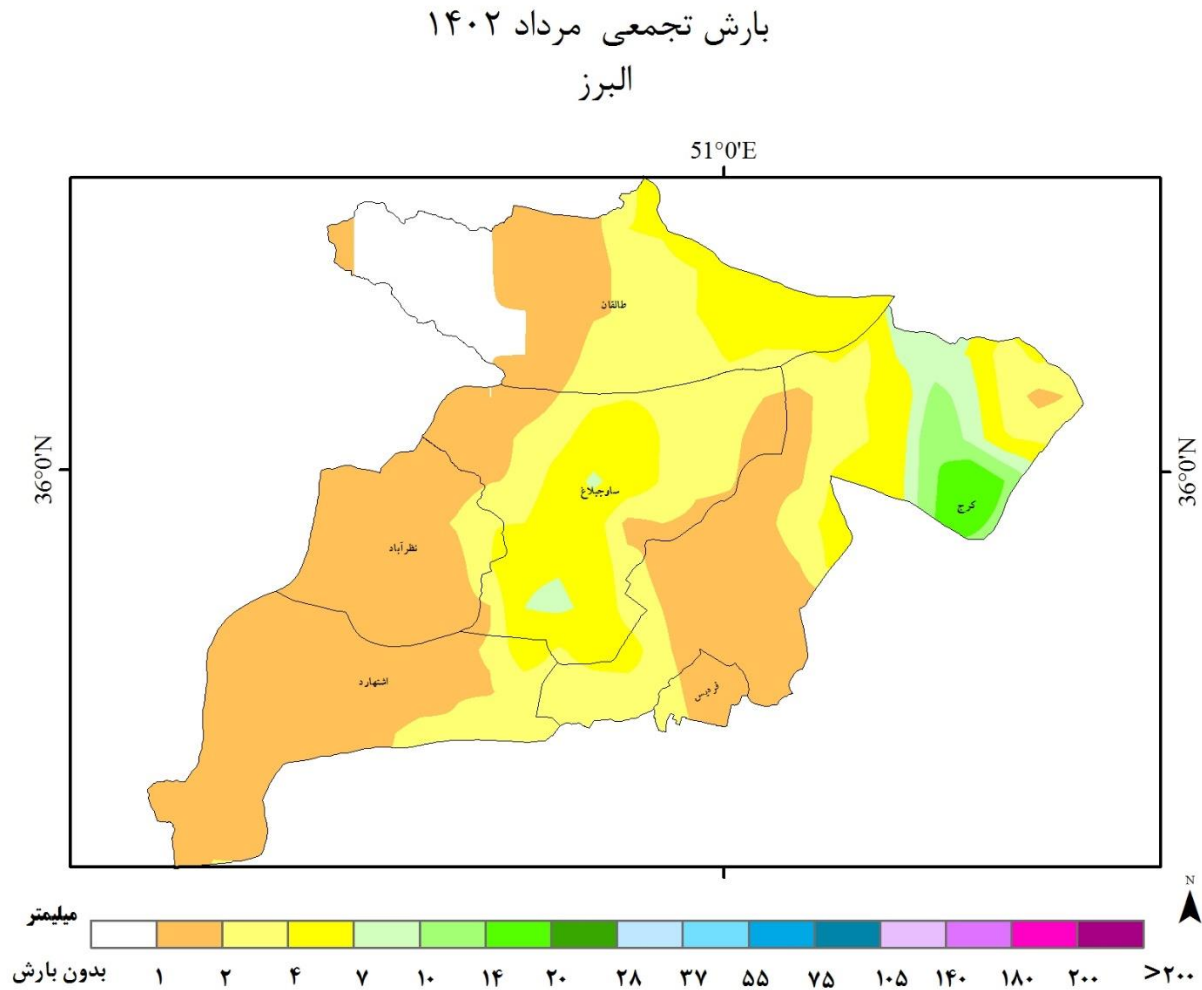 بارش تجمعی مرداد ۱۴۰۲
البرز
51°0'E
36°0'N
36°0'N
طالقان
ساوجبلاغ
کرج
نظرآباد
اشتهارد
فردیس
N
میلیمتر
بدون بارش ۱ ۲ ۴ ۷ ۱۰ ۱۴ ۲۰ ۲۸ ۳۷ ۵۵ ۷۵ ۱۰۵ ۱۴۰ ۱۸۰ ۲۰۰ >۲۰۰